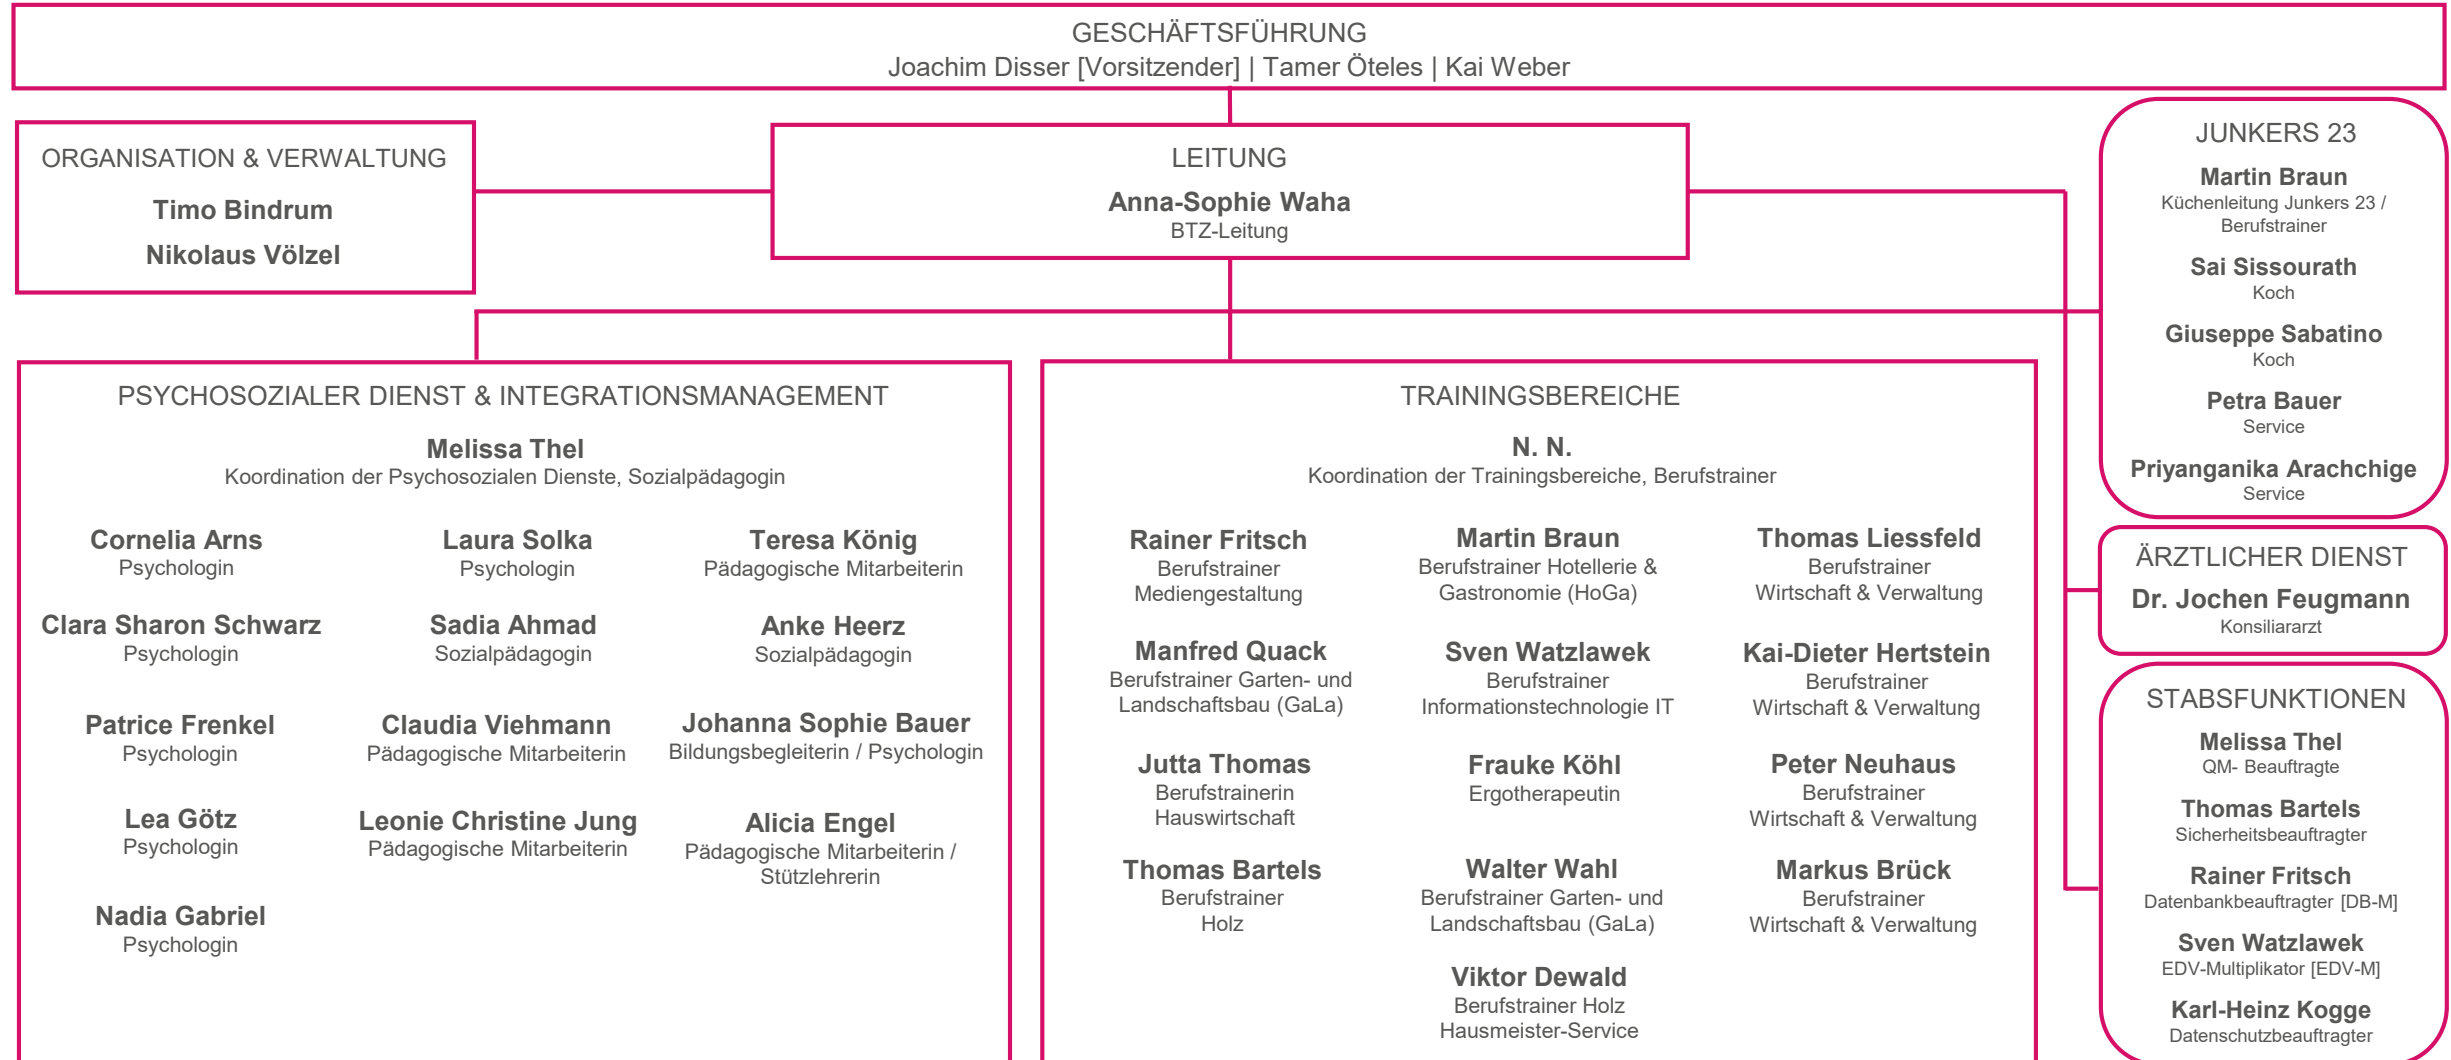 GESCHÄFTSFÜHRUNG
Joachim Disser [Vorsitzender] | Tamer Öteles | Kai Weber
ORGANISATION & VERWALTUNG
Timo Bindrum
Nikolaus Völzel
LEITUNG
Anna-Sophie Waha
BTZ-Leitung
JUNKERS 23
Martin Braun
Küchenleitung Junkers 23 /
Berufstrainer
Sai Sissourath
Koch
Giuseppe Sabatino
Koch
Petra Bauer
Service
Priyanganika Arachchige
Service
PSYCHOSOZIALER DIENST & INTEGRATIONSMANAGEMENT
Melissa Thel
Koordination der Psychosozialen Dienste, Sozialpädagogin
Cornelia Arns
Psychologin
Clara Sharon Schwarz
Psychologin
Patrice Frenkel
Psychologin
Lea Götz
Psychologin
Nadia Gabriel
Psychologin
Laura Solka
Psychologin
Sadia Ahmad
Sozialpädagogin
Claudia Viehmann
Pädagogische Mitarbeiterin
Leonie Christine Jung
Pädagogische Mitarbeiterin
Teresa König
Pädagogische Mitarbeiterin
Anke Heerz
Sozialpädagogin
Johanna Sophie Bauer
Bildungsbegleiterin / Psychologin
Alicia Engel
Pädagogische Mitarbeiterin /
Stützlehrerin
TRAININGSBEREICHE
N. N.
Koordination der Trainingsbereiche, Berufstrainer
Rainer Fritsch
Berufstrainer
Mediengestaltung
Manfred Quack
Berufstrainer Garten- und
Landschaftsbau (GaLa)
Jutta Thomas
Berufstrainerin
Hauswirtschaft
Thomas Bartels
Berufstrainer
Holz
Martin Braun
Berufstrainer Hotellerie &
Gastronomie (HoGa)
Sven Watzlawek
Berufstrainer
Informationstechnologie IT
Frauke Köhl
Ergotherapeutin
Walter Wahl
Berufstrainer Garten- und
Landschaftsbau (GaLa)
Viktor Dewald
Berufstrainer Holz
Hausmeister-Service
Thomas Liessfeld
Berufstrainer
Wirtschaft & Verwaltung
Kai-Dieter Hertstein
Berufstrainer
Wirtschaft & Verwaltung
Peter Neuhaus
Berufstrainer
Wirtschaft & Verwaltung
Markus Brück
Berufstrainer
Wirtschaft & Verwaltung
ÄRZTLICHER DIENST
Dr. Jochen Feugmann
Konsiliararzt
STABSFUNKTIONEN
Melissa Thel
QM- Beauftragte
Thomas Bartels
Sicherheitsbeauftragter
Rainer Fritsch
Datenbankbeauftragter [DB-M]
Sven Watzlawek
EDV-Multiplikator [EDV-M]
Karl-Heinz Kogge
Datenschutzbeauftragter